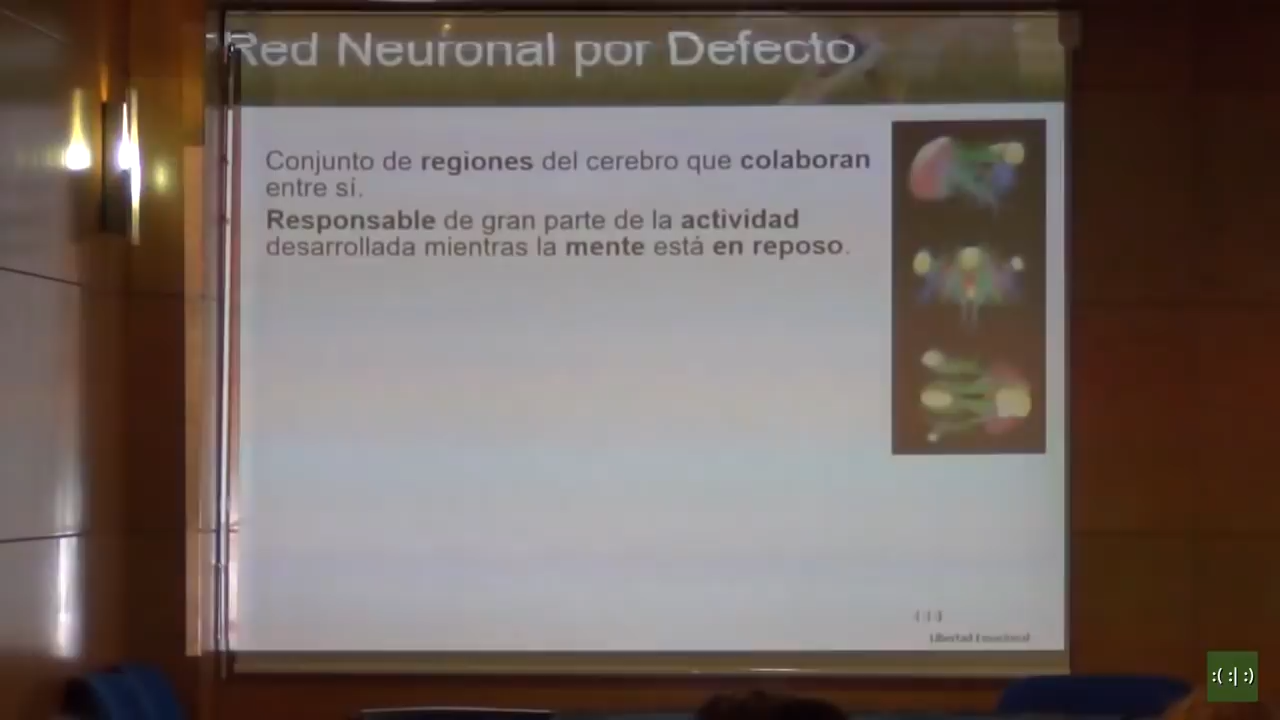 Red Neuronal por Defecto
Conjunto de regiones del cerebro que colaboran
entre sí.
Responsable de gran parte de la actividad
desarrollada mientras la mente está en reposo.
Libertad Emocional
:( :| :)